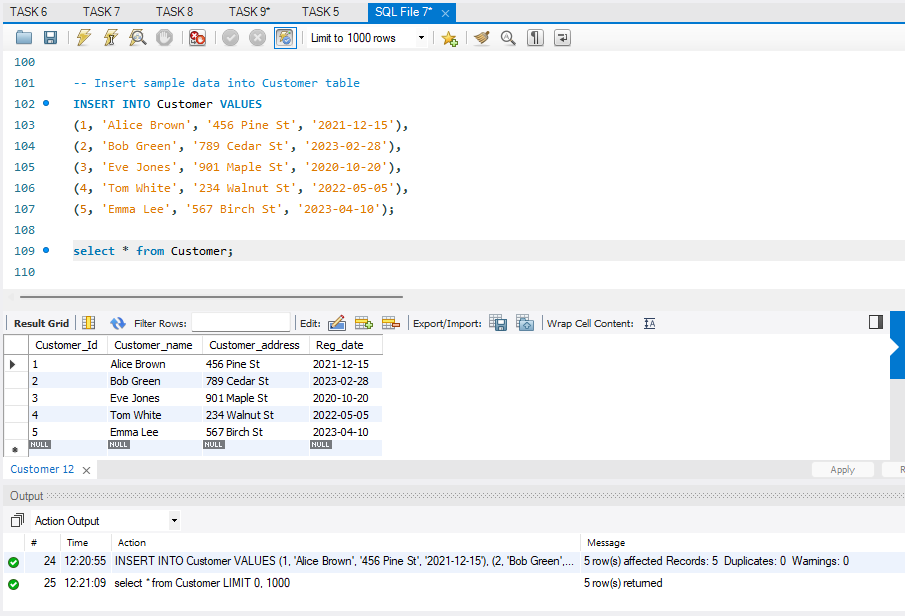 TASK 6 TASK 7 TASK 8 TASK 9* TASK 5 SQL File 7*
Limit to 1000 rows
100
101 -- Insert sample data into Customer table
102 INSERT INTO Customer VALUES
103 (1, 'Alice Brown', '456 Pine St', '2021-12-15'),
104 (2, 'Bob Green', '789 Cedar St', '2023-02-28'),
105 (3, 'Eve Jones', '901 Maple St', '2020-10-20'),
106 (4, 'Tom White', '234 Walnut St', '2022-05-05'),
107 (5, 'Emma Lee', '567 Birch St', '2023-04-10');
108
109 select * from Customer;
110
Result Grid Filter Rows: Edit: Export/Import: Wrap Cell Content:
Customer_Id Customer_name Customer_address Reg_date
1 Alice Brown 456 Pine St 2021-12-15
2 Bob Green 789 Cedar St 2023-02-28
3 Eve Jones 901 Maple St 2020-10-20
4 Tom White 234 Walnut St 2022-05-05
5 Emma Lee 567 Birch St 2023-04-10
NULL NULL NULL NULL
Customer 12 Apply R
Output
Action Output
# Time Action Message
24 12:20:55 INSERT INTO Customer VALUES (1, 'Alice Brown', '456 Pine St', '2021-12-15'), (2, 'Bob Green',... 5 row(s) affected Records: 5 Duplicates: 0 Warnings: 0
25 12:21:09 select * from Customer LIMIT 0, 1000 5 row(s) returned